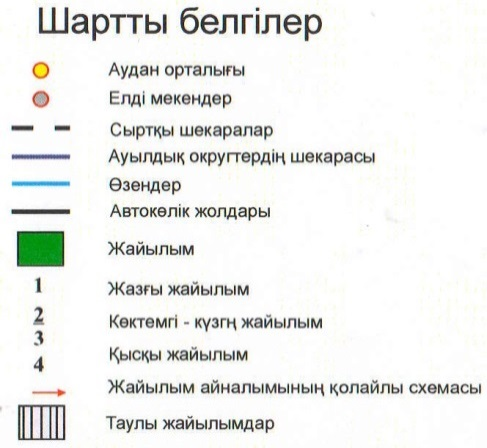 Шартты белгілер
Аудан орталығы
Елді мекендер
Сыртқы шекаралар
Ауылдық округтердің шекарасы
Өзендер
Автокөлік жолдары
Жайылым
1 Жазғы жайылым
2
3 Көктемгі - күзгң жайылым
4 Қысқы жайылым
Жайылым айналымының қолайлы схемасы
Таулы жайылымдар